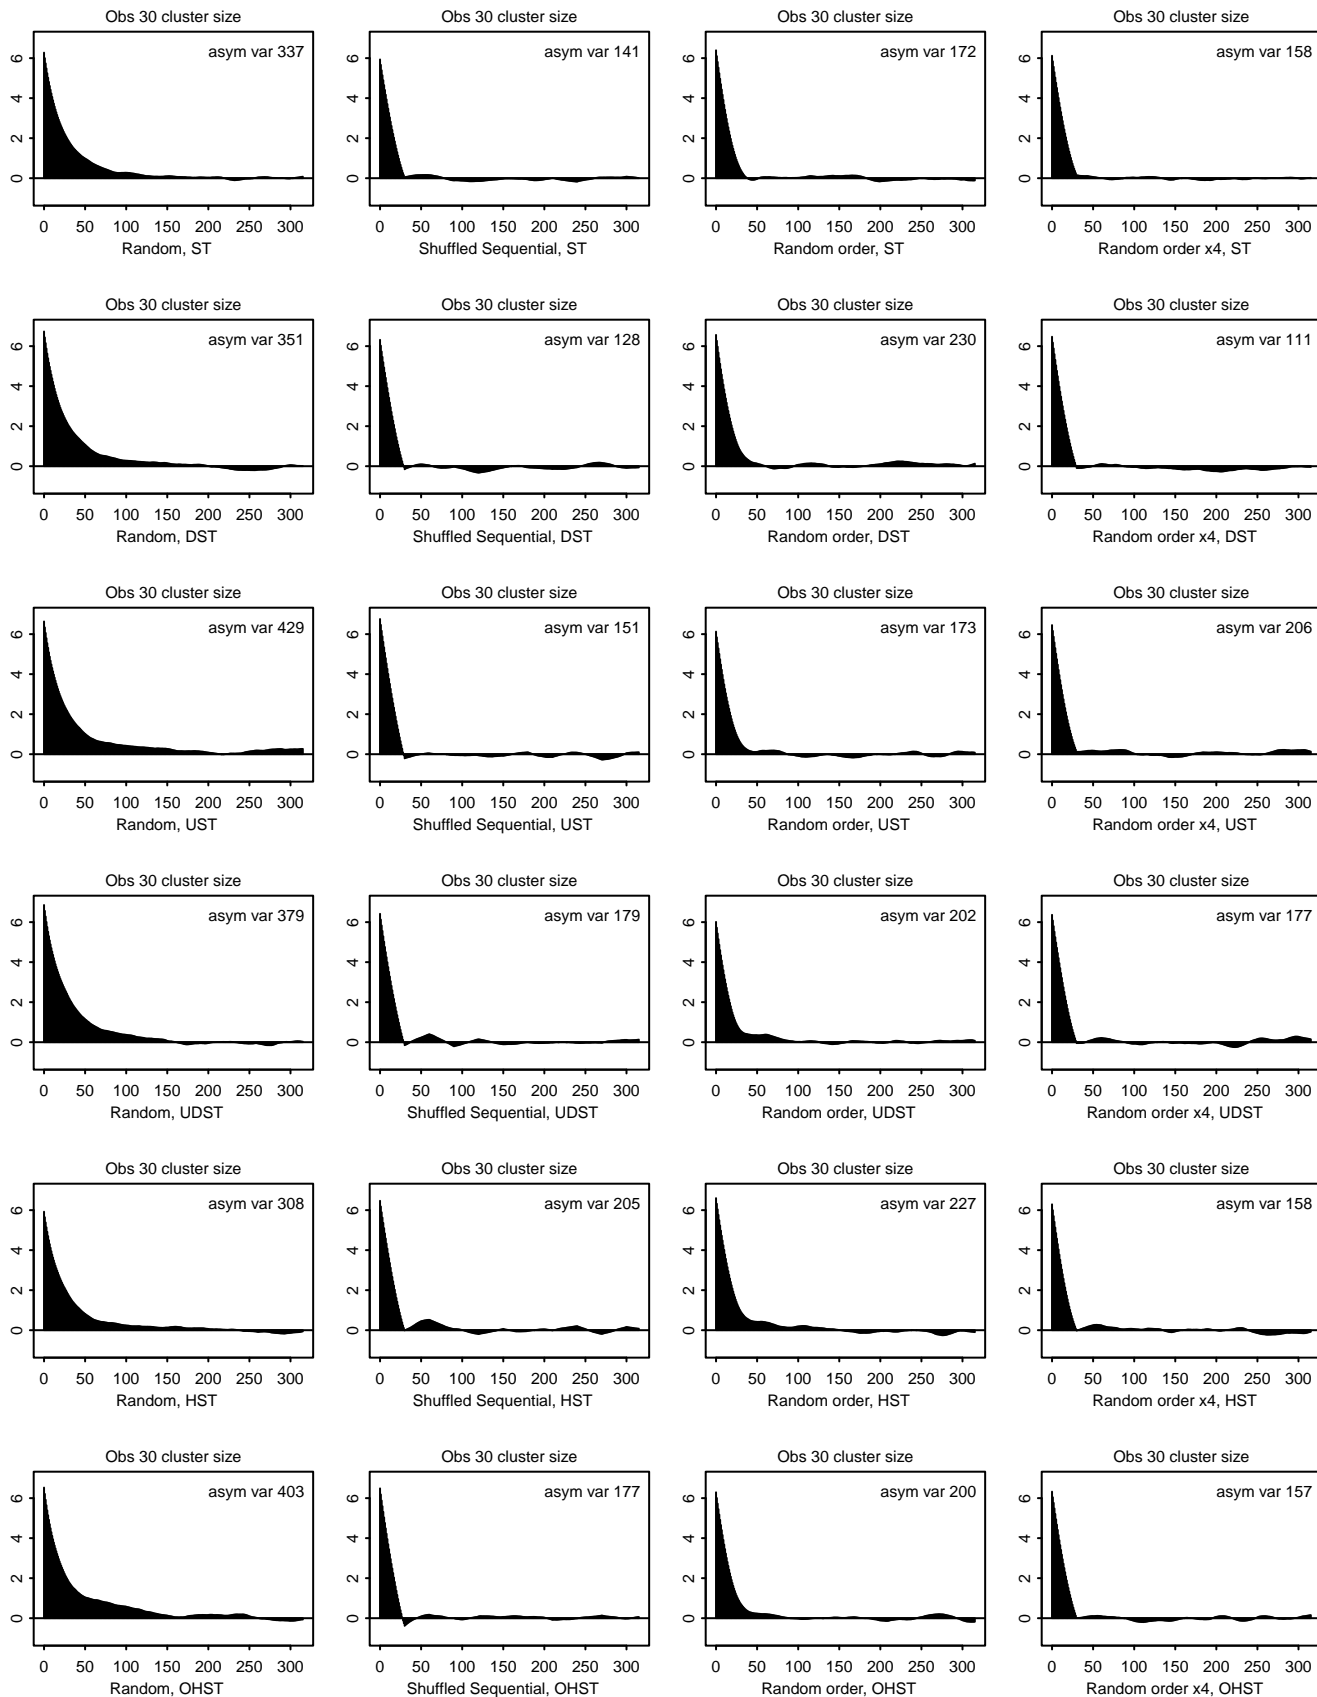 Obs 30 cluster size
asym var 337
6
4
2
0
0 50 100 150 200 250 300
Random, ST
Obs 30 cluster size
asym var 141
6
4
2
0
0 50 100 150 200 250 300
Shuffled Sequential, ST
Obs 30 cluster size
asym var 172
6
4
2
0
0 50 100 150 200 250 300
Random order, ST
Obs 30 cluster size
asym var 158
6
4
2
0
0 50 100 150 200 250 300
Random order x4, ST
Obs 30 cluster size
asym var 351
6
4
2
0
0 50 100 150 200 250 300
Random, DST
Obs 30 cluster size
asym var 128
6
4
2
0
0 50 100 150 200 250 300
Shuffled Sequential, DST
Obs 30 cluster size
asym var 230
6
4
2
0
0 50 100 150 200 250 300
Random order, DST
Obs 30 cluster size
asym var 111
6
4
2
0
0 50 100 150 200 250 300
Random order x4, DST
Obs 30 cluster size
asym var 429
6
4
2
0
0 50 100 150 200 250 300
Random, UST
Obs 30 cluster size
asym var 151
6
4
2
0
0 50 100 150 200 250 300
Shuffled Sequential, UST
Obs 30 cluster size
asym var 173
6
4
2
0
0 50 100 150 200 250 300
Random order, UST
Obs 30 cluster size
asym var 206
6
4
2
0
0 50 100 150 200 250 300
Random order x4, UST
Obs 30 cluster size
asym var 379
6
4
2
0
0 50 100 150 200 250 300
Random, UDST
Obs 30 cluster size
asym var 179
6
4
2
0
0 50 100 150 200 250 300
Shuffled Sequential, UDST
Obs 30 cluster size
asym var 202
6
4
2
0
0 50 100 150 200 250 300
Random order, UDST
Obs 30 cluster size
asym var 177
6
4
2
0
0 50 100 150 200 250 300
Random order x4, UDST
Obs 30 cluster size
asym var 308
6
4
2
0
0 50 100 150 200 250 300
Random, HST
Obs 30 cluster size
asym var 205
6
4
2
0
0 50 100 150 200 250 300
Shuffled Sequential, HST
Obs 30 cluster size
asym var 227
6
4
2
0
0 50 100 150 200 250 300
Random order, HST
Obs 30 cluster size
asym var 158
6
4
2
0
0 50 100 150 200 250 300
Random order x4, HST
Obs 30 cluster size
asym var 403
6
4
2
0
0 50 100 150 200 250 300
Random, OHST
Obs 30 cluster size
asym var 177
6
4
2
0
0 50 100 150 200 250 300
Shuffled Sequential, OHST
Obs 30 cluster size
asym var 200
6
4
2
0
0 50 100 150 200 250 300
Random order, OHST
Obs 30 cluster size
asym var 157
6
4
2
0
0 50 100 150 200 250 300
Random order x4, OHST